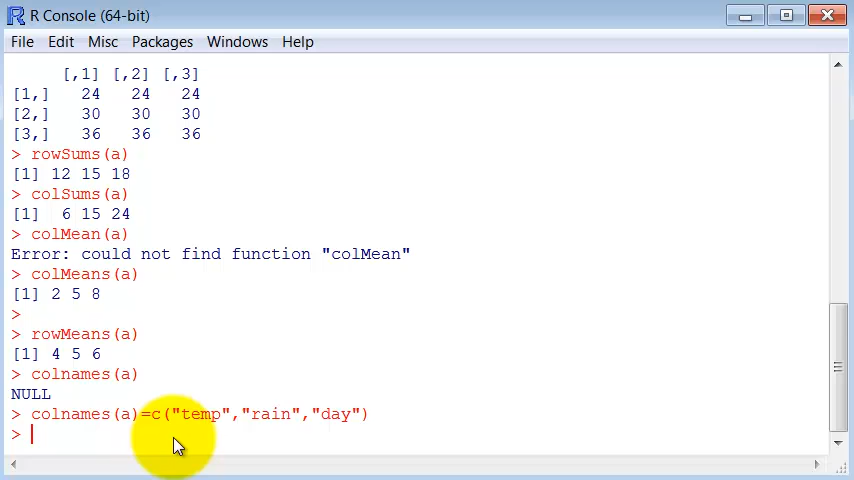 R Console (64-bit)
File Edit Misc Packages Windows Help
[,1] [,2] [,3]
[1,] 24 24 24
[2,] 30 30 30
[3,] 36 36 36
> rowSums(a)
[1] 12 15 18
> colSums(a)
[1] 6 15 24
> colMean(a)
Error: could not find function "colMean"
> colMeans(a)
[1] 2 5 8
>
> rowMeans(a)
[1] 4 5 6
> colnames(a)
NULL
> colnames(a)=c("temp","rain","day")
>